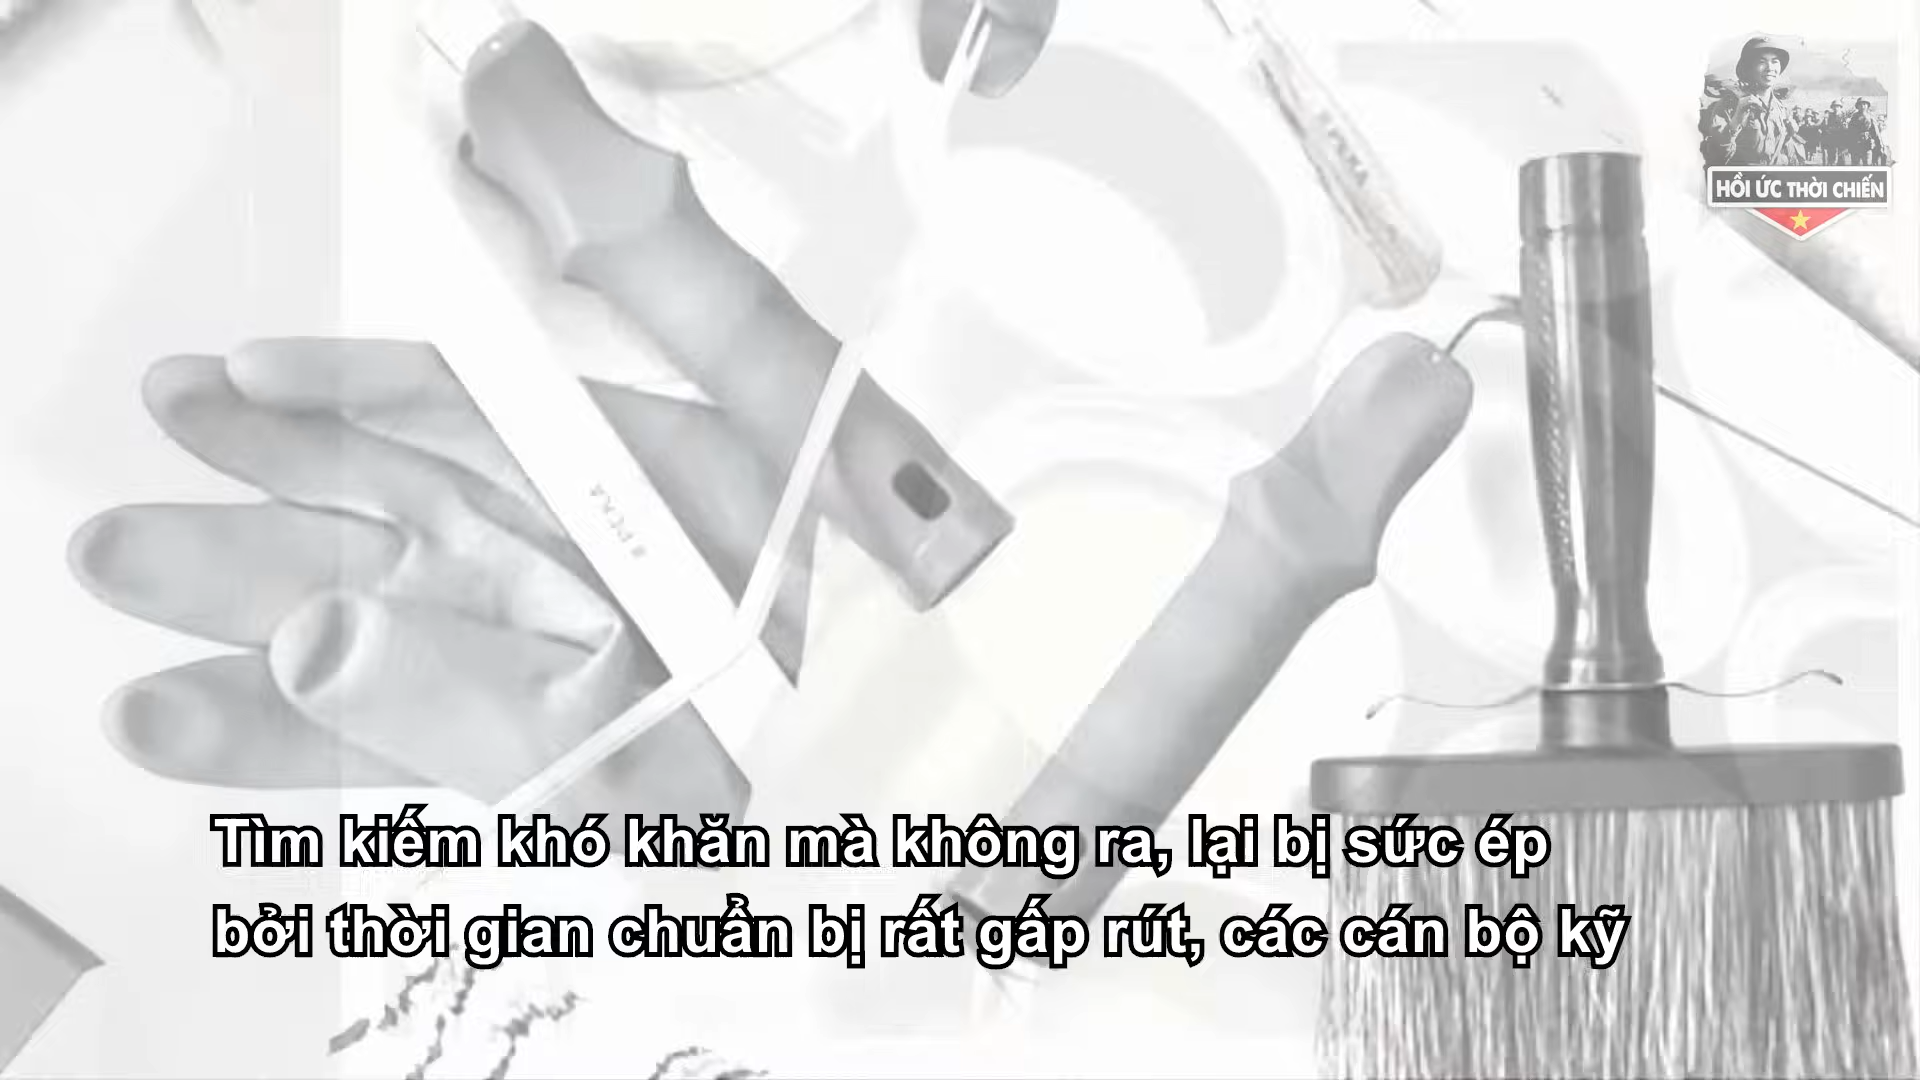 HỒI ỨC THỜI CHIẾN
Tìm kiếm khó khăn mà không ra, lại bị sức ép
bởi thời gian chuẩn bị rất gấp rút, các cán bộ kỹ